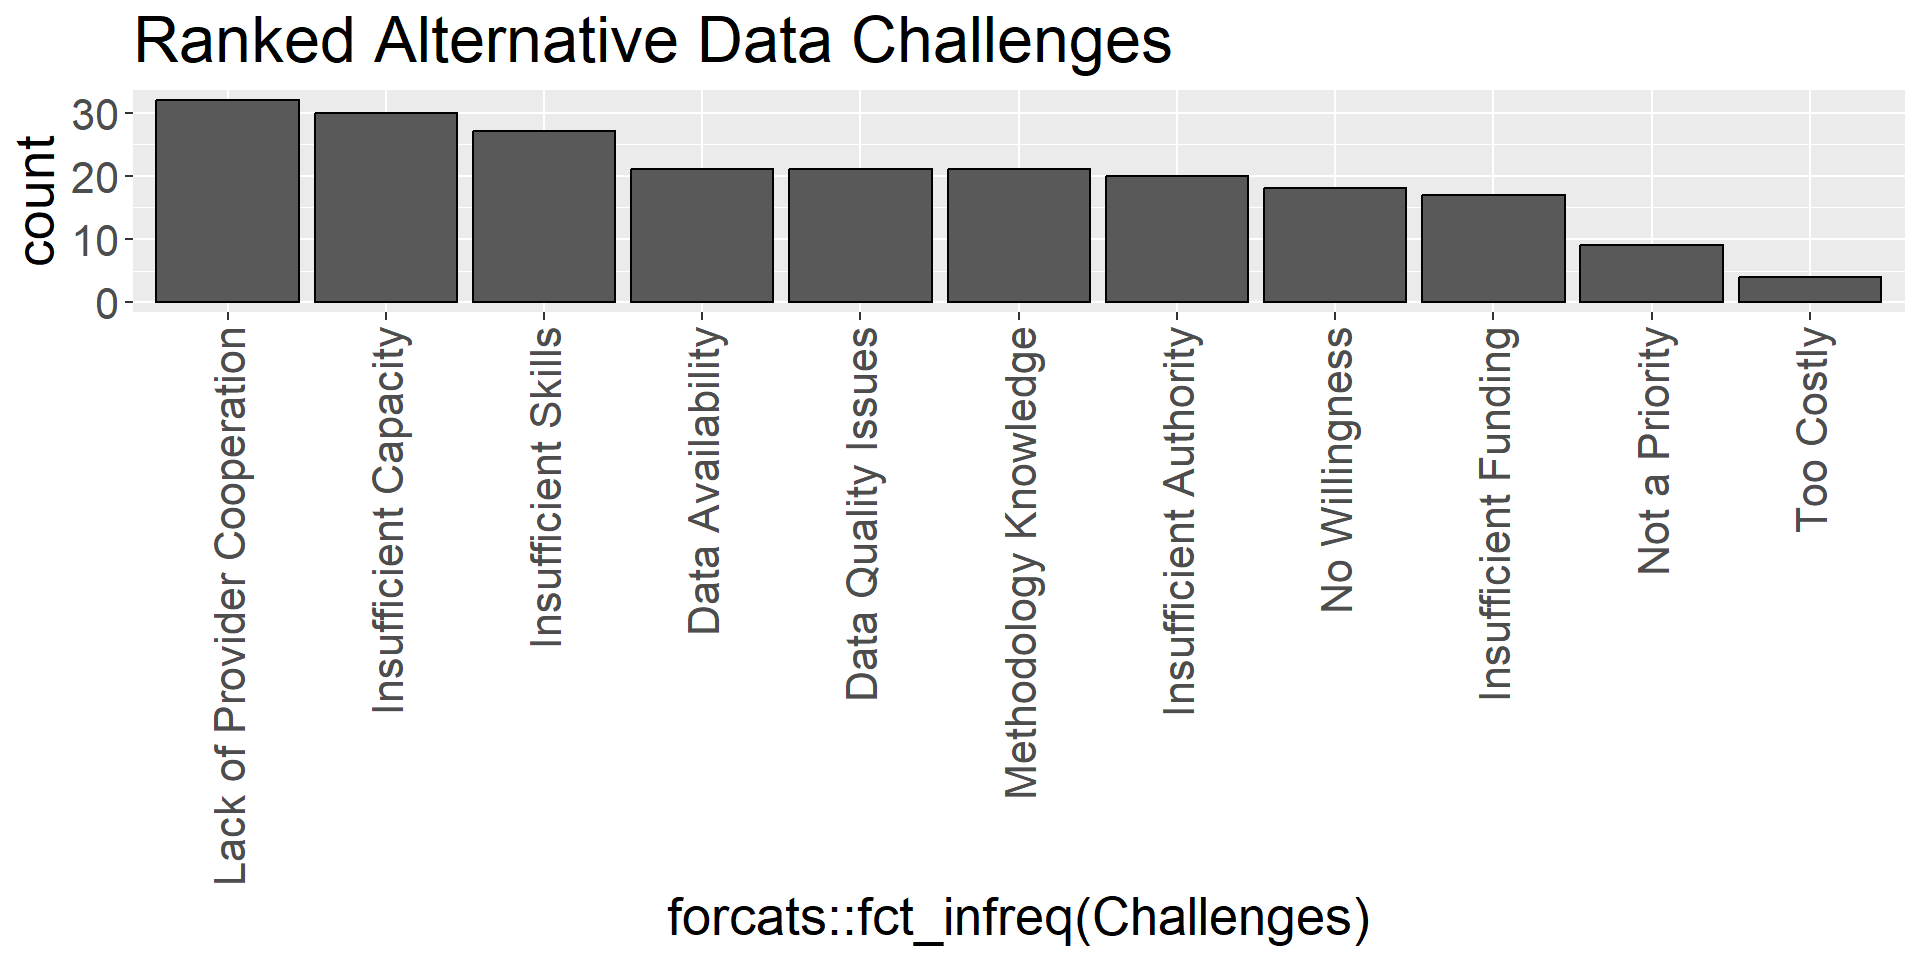 Ranked Alternative Data Challenges
count
30
20
10
0
Lack of Provider Cooperation
Insufficient Capacity
Insufficient Skills
Data Availability
Data Quality Issues
Methodology Knowledge
Insufficient Authority
No Willingness
Insufficient Funding
Not a Priority
Too Costly
forcats::fct_infreq(Challenges)